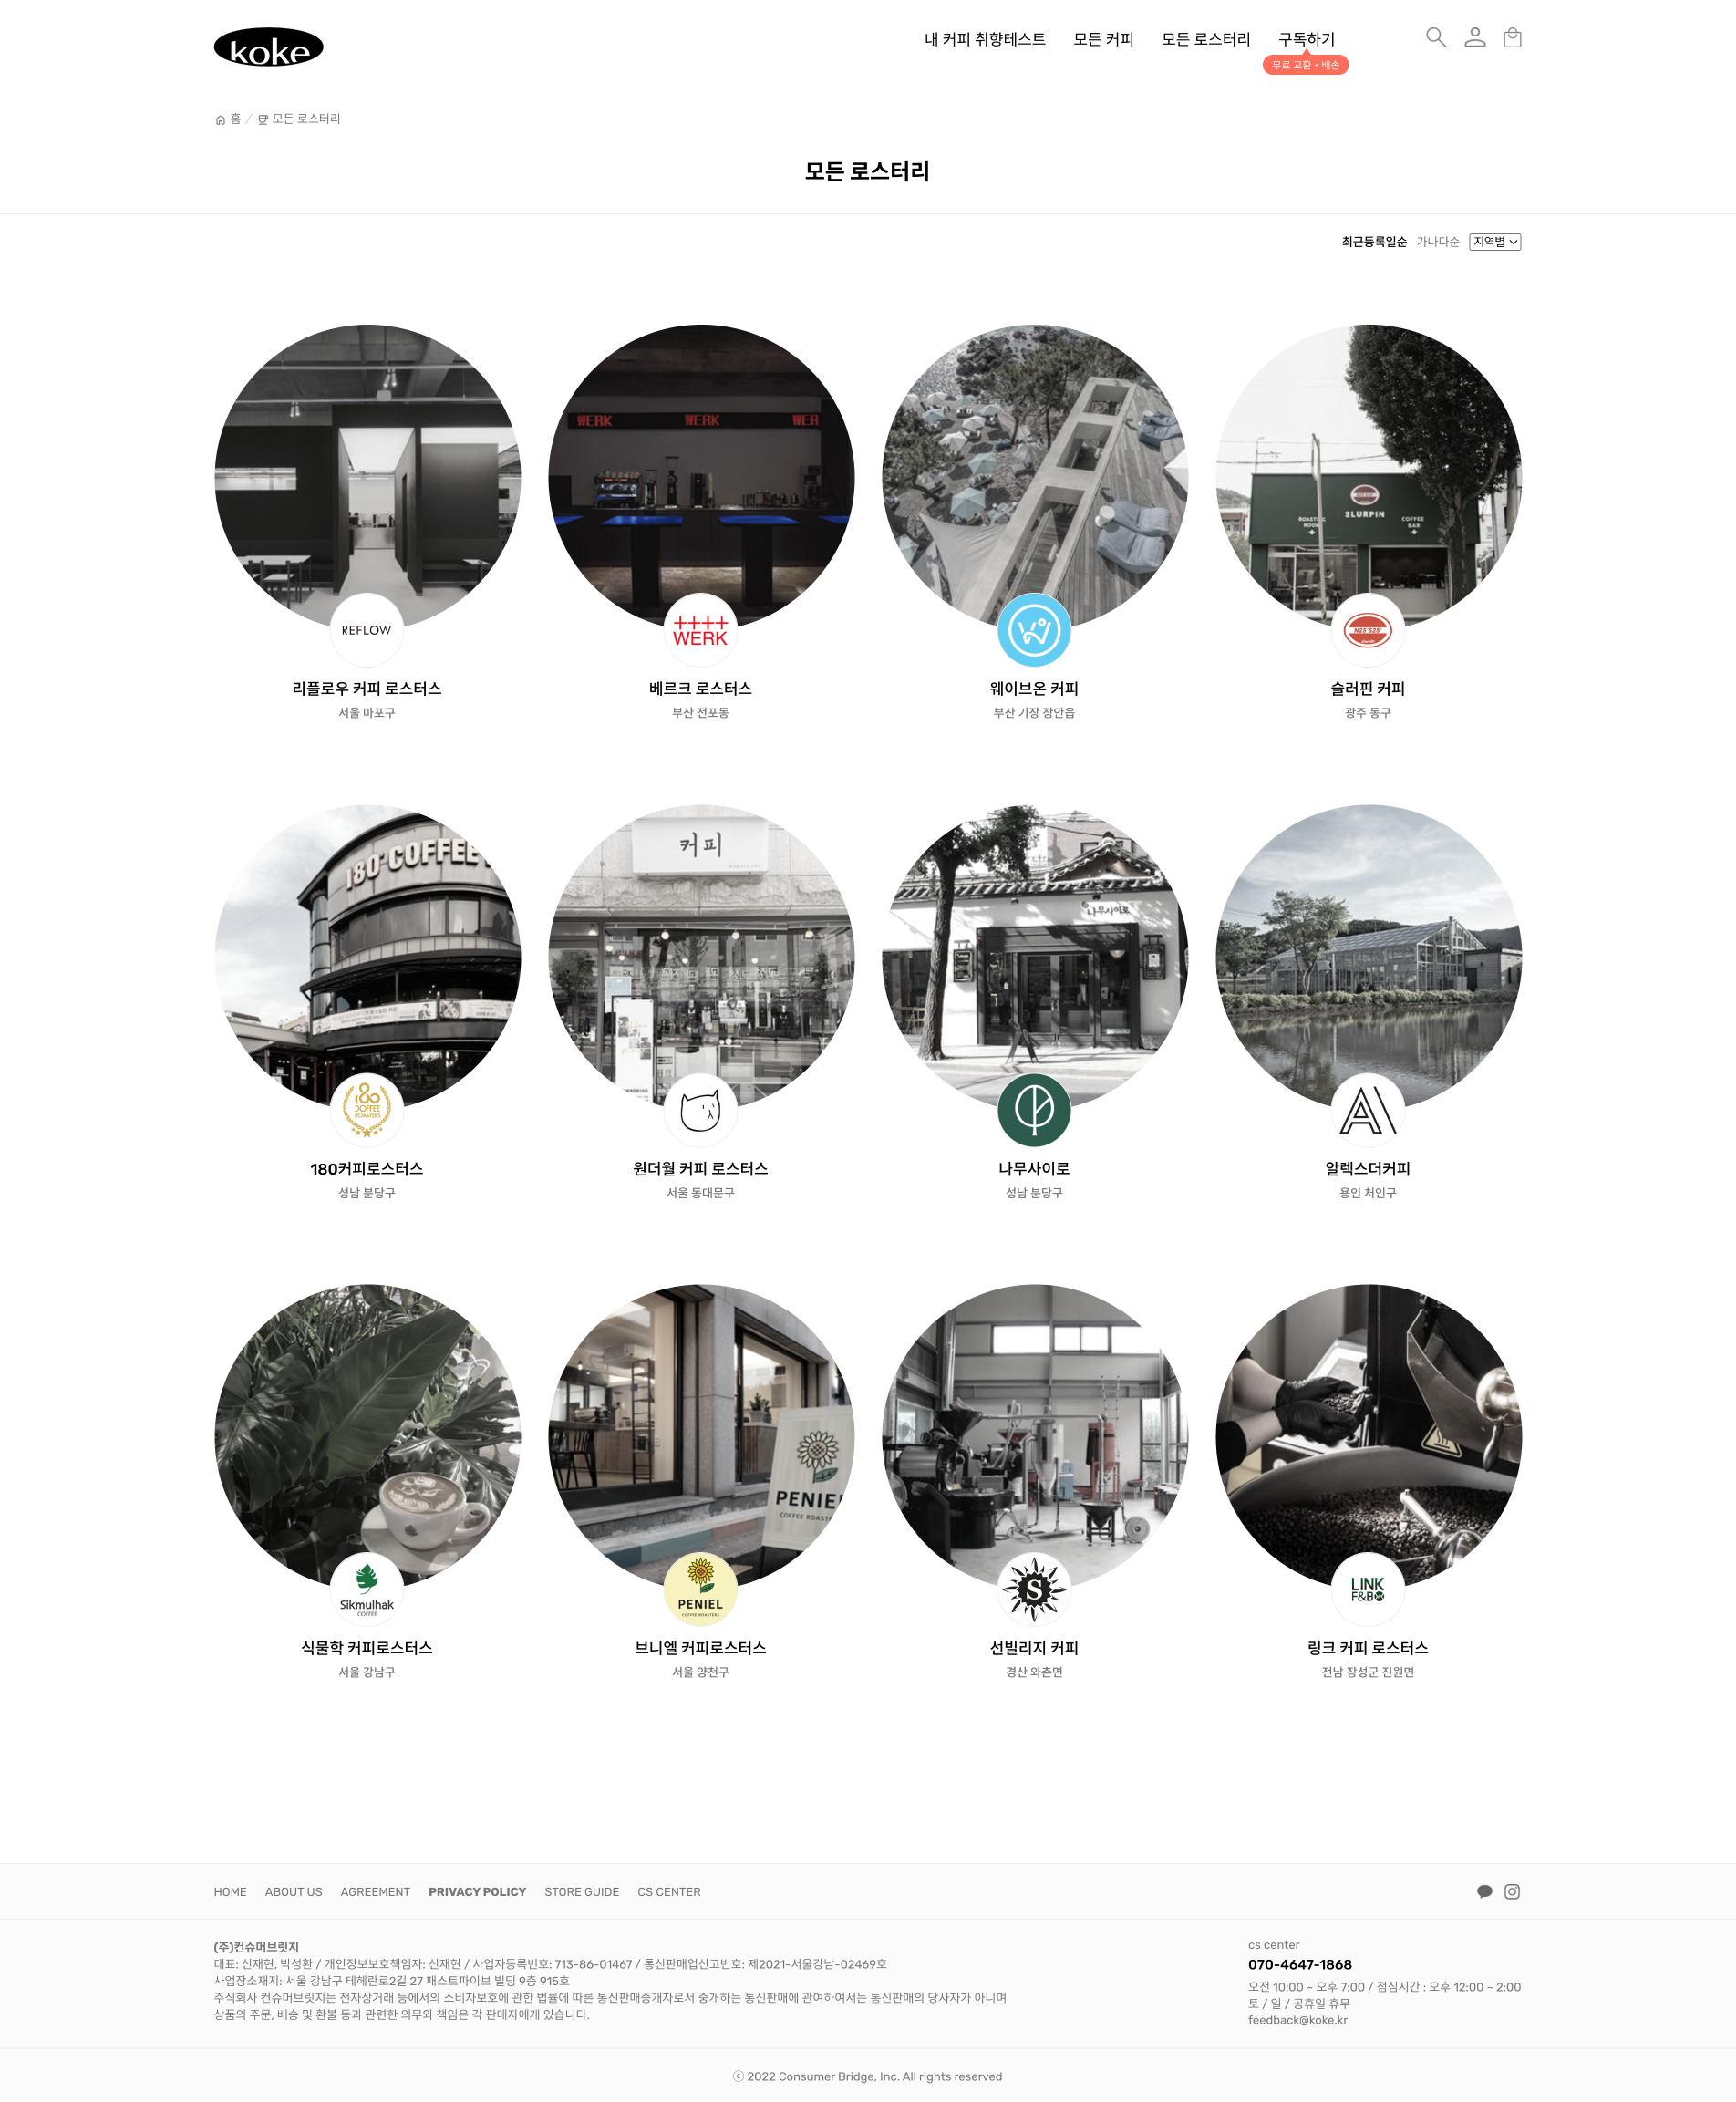 koke
내 커피 취향테스트 모든 커피 모든 로스터리 구독하기
무료 교환 • 배송
홈 / 모든 로스터리
모든 로스터리
최근등록일순 가나다순 지역별
WERK WERK WER
SLURPIN
ROASTING ROOM COFFEE BAR
REFLOW
WERK
리플로우 커피 로스터스
서울 마포구
베르크 로스터스
부산 전포동
웨이브온 커피
부산 기장 장안읍
슬러핀 커피
광주 동구
180° COFFEE
커피
나무사이로
180 COFFEE ROASTERS
180커피로스터스
성남 분당구
원더월 커피 로스터스
서울 동대문구
나무사이로
성남 분당구
알렉스더커피
용인 처인구
PENIEL
COFFEE ROAST
Sikmulhak
COFFEE
PENIEL
COFFEE ROASTERS
S
LINK
F&B
식물학 커피로스터스
서울 강남구
브니엘 커피로스터스
서울 양천구
선빌리지 커피
경산 와촌면
링크 커피 로스터스
전남 장성군 진원면
HOME ABOUT US AGREEMENT PRIVACY POLICY STORE GUIDE CS CENTER
(주)컨슈머브릿지
대표: 신재현, 박성환 / 개인정보보호책임자: 신재현 / 사업자등록번호: 713-86-01467 / 통신판매업신고번호: 제2021-서울강남-02469호
사업장소재지: 서울 강남구 테헤란로2길 27 패스트파이브 빌딩 9층 915호
주식회사 컨슈머브릿지는 전자상거래 등에서의 소비자보호에 관한 법률에 따른 통신판매중개자로서 중개하는 통신판매에 관여하여서는 통신판매의 당사자가 아니며
상품의 주문, 배송 및 환불 등과 관련한 의무와 책임은 각 판매자에게 있습니다.
cs center
070-4647-1868
오전 10:00 ~ 오후 7:00 / 점심시간 : 오후 12:00 ~ 2:00
토 / 일 / 공휴일 휴무
feedback@koke.kr
ⓒ 2022 Consumer Bridge, Inc. All rights reserved